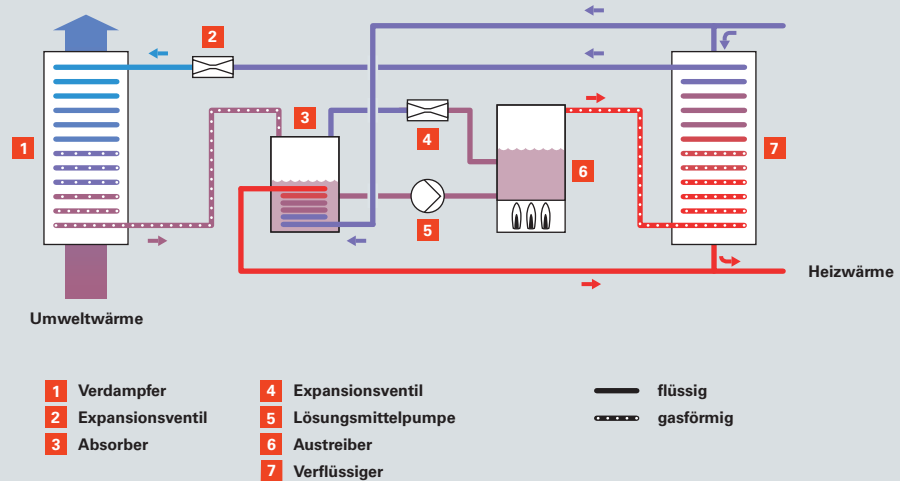 2
3
4
1
6
7
5
Heizwärme
Umweltwärme
1 Verdampfer
2 Expansionsventil
3 Absorber
4 Expansionsventil
5 Lösungsmittelpumpe
6 Austreiber
7 Verflüssiger
flüssig
gasförmig